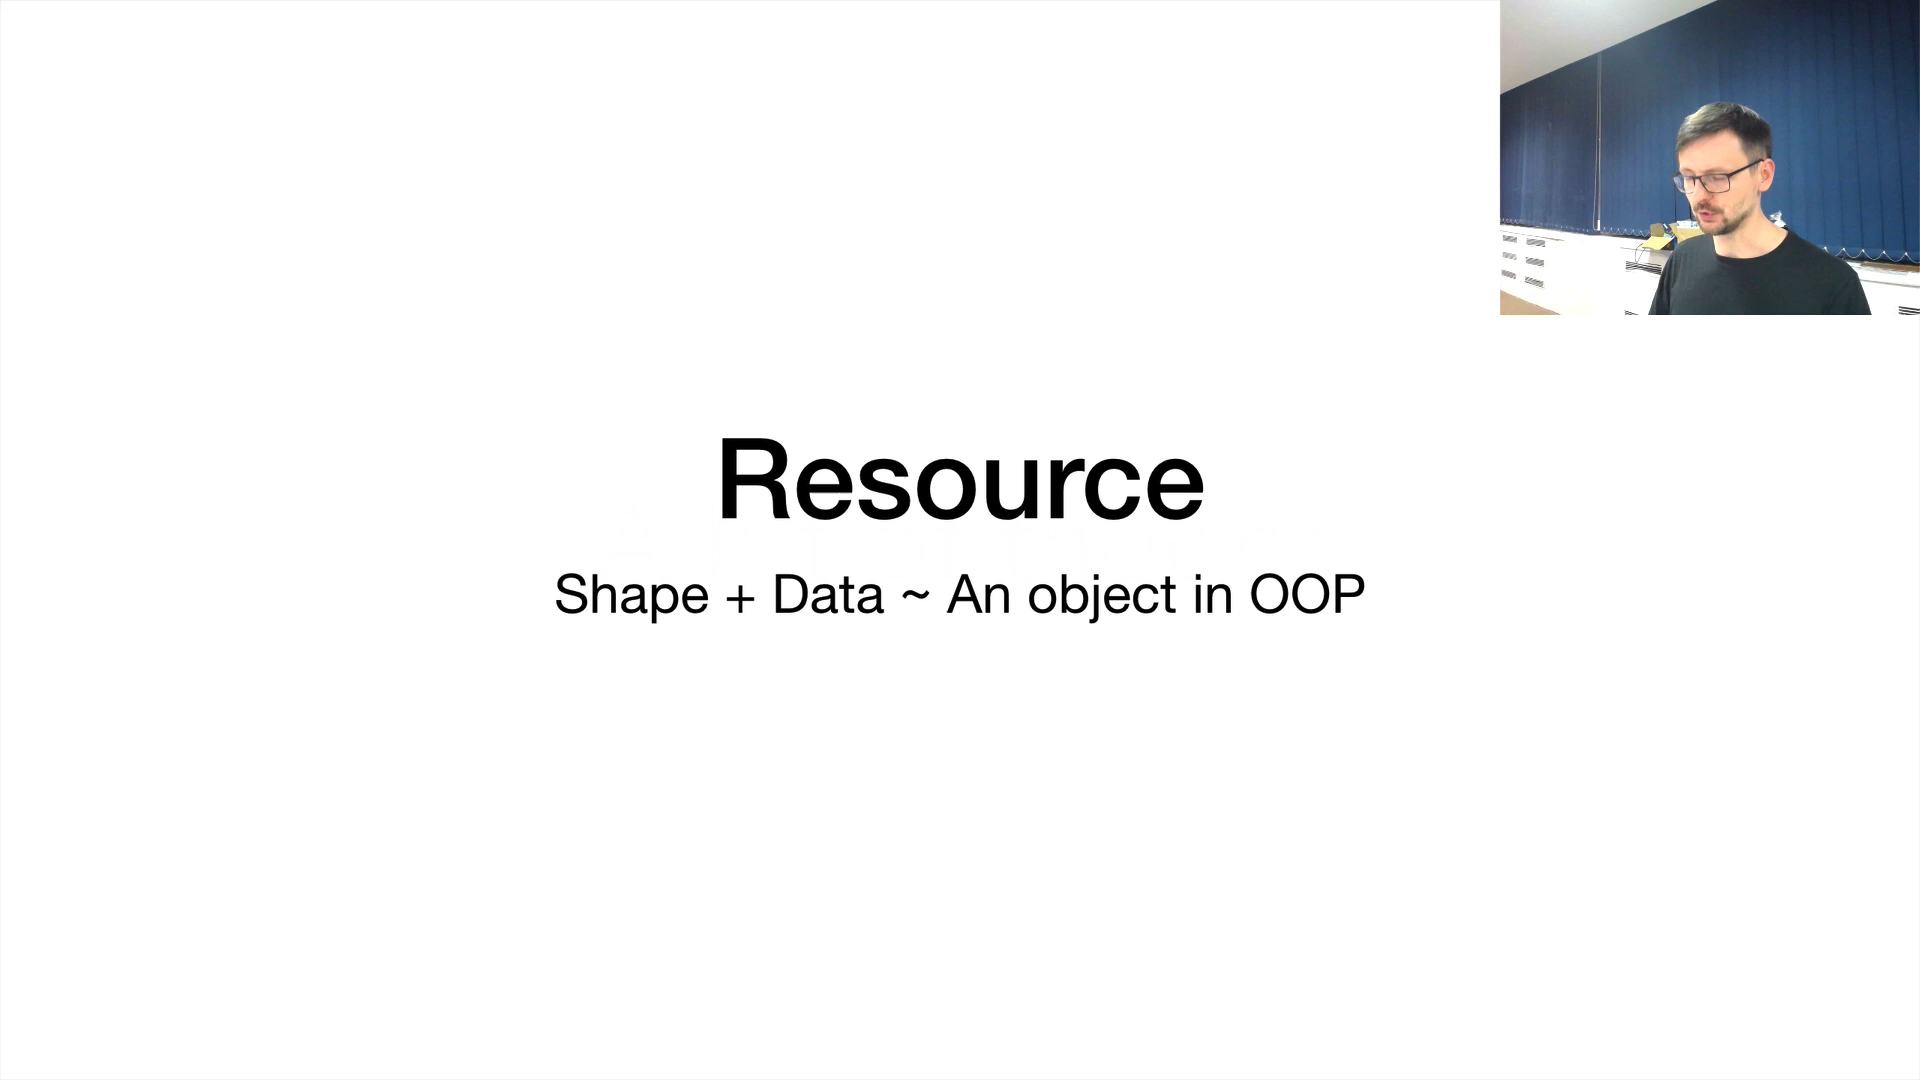 Resource
Shape + Data ~ An object in OOP